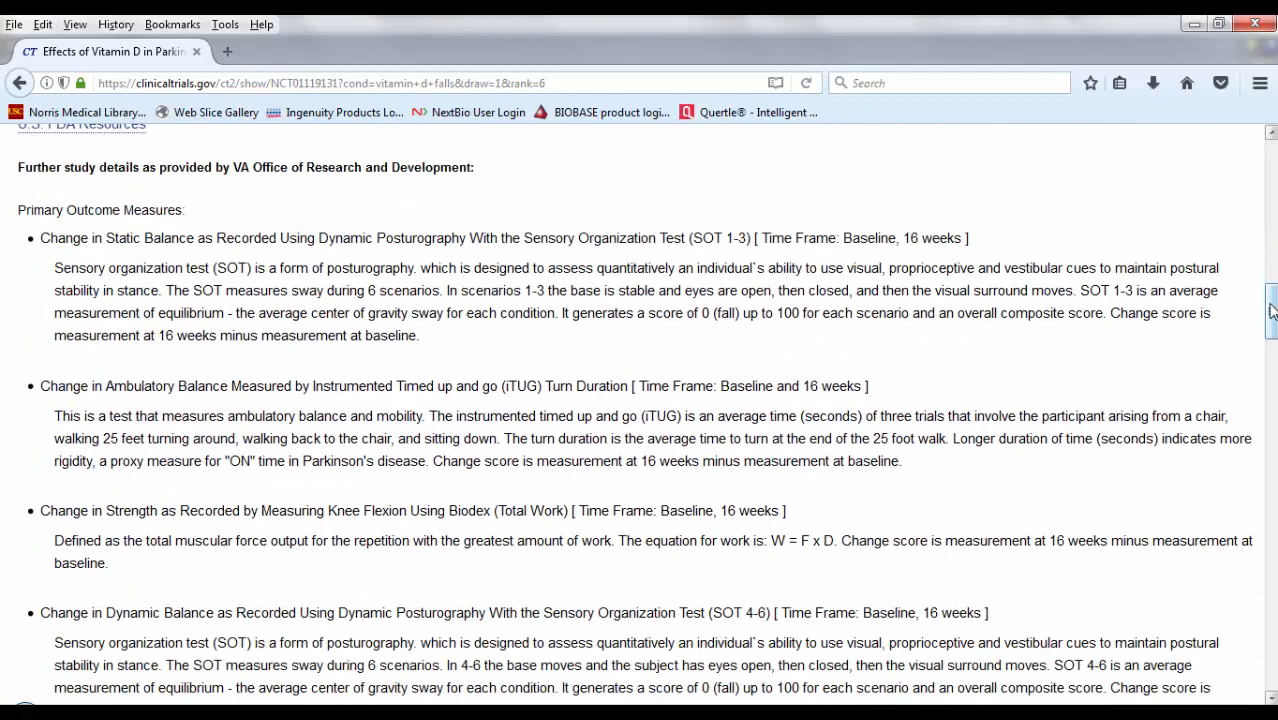 File Edit View History Bookmarks Tools Help
CT Effects of Vitamin D in Parkin
https://clinicaltrials.gov/ct2/show/NCT01119131?cond=vitamin+d+falls&draw=1&rank=6
Search
USC Norris Medical Library... Web Slice Gallery Ingenuity Products Lo... NextBio User Login BIOBASE product log... Quertle® - Intelligent ...
U.S. FDA Resources
Further study details as provided by VA Office of Research and Development:
Primary Outcome Measures:
• Change in Static Balance as Recorded Using Dynamic Posturography With the Sensory Organization Test (SOT 1-3) [ Time Frame: Baseline, 16 weeks ]
Sensory organization test (SOT) is a form of posturography. which is designed to assess quantitatively an individual`s ability to use visual, proprioceptive and vestibular cues to maintain postural
stability in stance. The SOT measures sway during 6 scenarios. In scenarios 1-3 the base is stable and eyes are open, then closed, and then the visual surround moves. SOT 1-3 is an average
measurement of equilibrium - the average center of gravity sway for each condition. It generates a score of 0 (fall) up to 100 for each scenario and an overall composite score. Change score is
measurement at 16 weeks minus measurement at baseline.
• Change in Ambulatory Balance Measured by Instrumented Timed up and go (iTUG) Turn Duration [ Time Frame: Baseline and 16 weeks ]
This is a test that measures ambulatory balance and mobility. The instrumented timed up and go (iTUG) is an average time (seconds) of three trials that involve the participant arising from a chair,
walking 25 feet turning around, walking back to the chair, and sitting down. The turn duration is the average time to turn at the end of the 25 foot walk. Longer duration of time (seconds) indicates more
rigidity, a proxy measure for "ON" time in Parkinson's disease. Change score is measurement at 16 weeks minus measurement at baseline.
• Change in Strength as Recorded by Measuring Knee Flexion Using Biodex (Total Work) [ Time Frame: Baseline, 16 weeks ]
Defined as the total muscular force output for the repetition with the greatest amount of work. The equation for work is: W = F x D. Change score is measurement at 16 weeks minus measurement at
baseline.
• Change in Dynamic Balance as Recorded Using Dynamic Posturography With the Sensory Organization Test (SOT 4-6) [ Time Frame: Baseline, 16 weeks ]
Sensory organization test (SOT) is a form of posturography. which is designed to assess quantitatively an individual`s ability to use visual, proprioceptive and vestibular cues to maintain postural
stability in stance. The SOT measures sway during 6 scenarios. In 4-6 the base moves and the subject has eyes open, then closed, then the visual surround moves. SOT 4-6 is an average
measurement of equilibrium - the average center of gravity sway for each condition. It generates a score of 0 (fall) up to 100 for each scenario and an overall composite score. Change score is